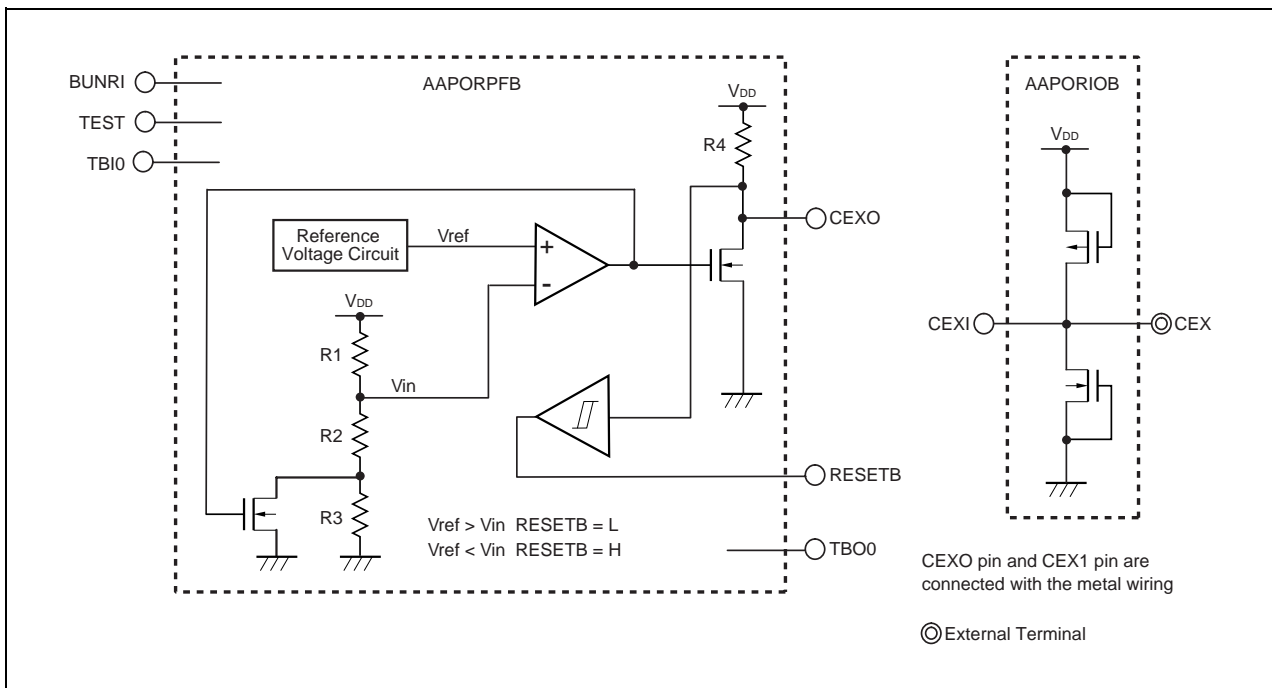 BUNRI
TEST
TBI0
AAPORPFB
VDD
R4
CEXO
Reference
Voltage Circuit
Vref
+
-
VDD
R1
Vin
R2
R3
Vref > Vin RESETB = L
Vref < Vin RESETB = H
RESETB
TBO0
AAPORIOB
VDD
CEXI
CEX
CEXO pin and CEX1 pin are
connected with the metal wiring
External Terminal